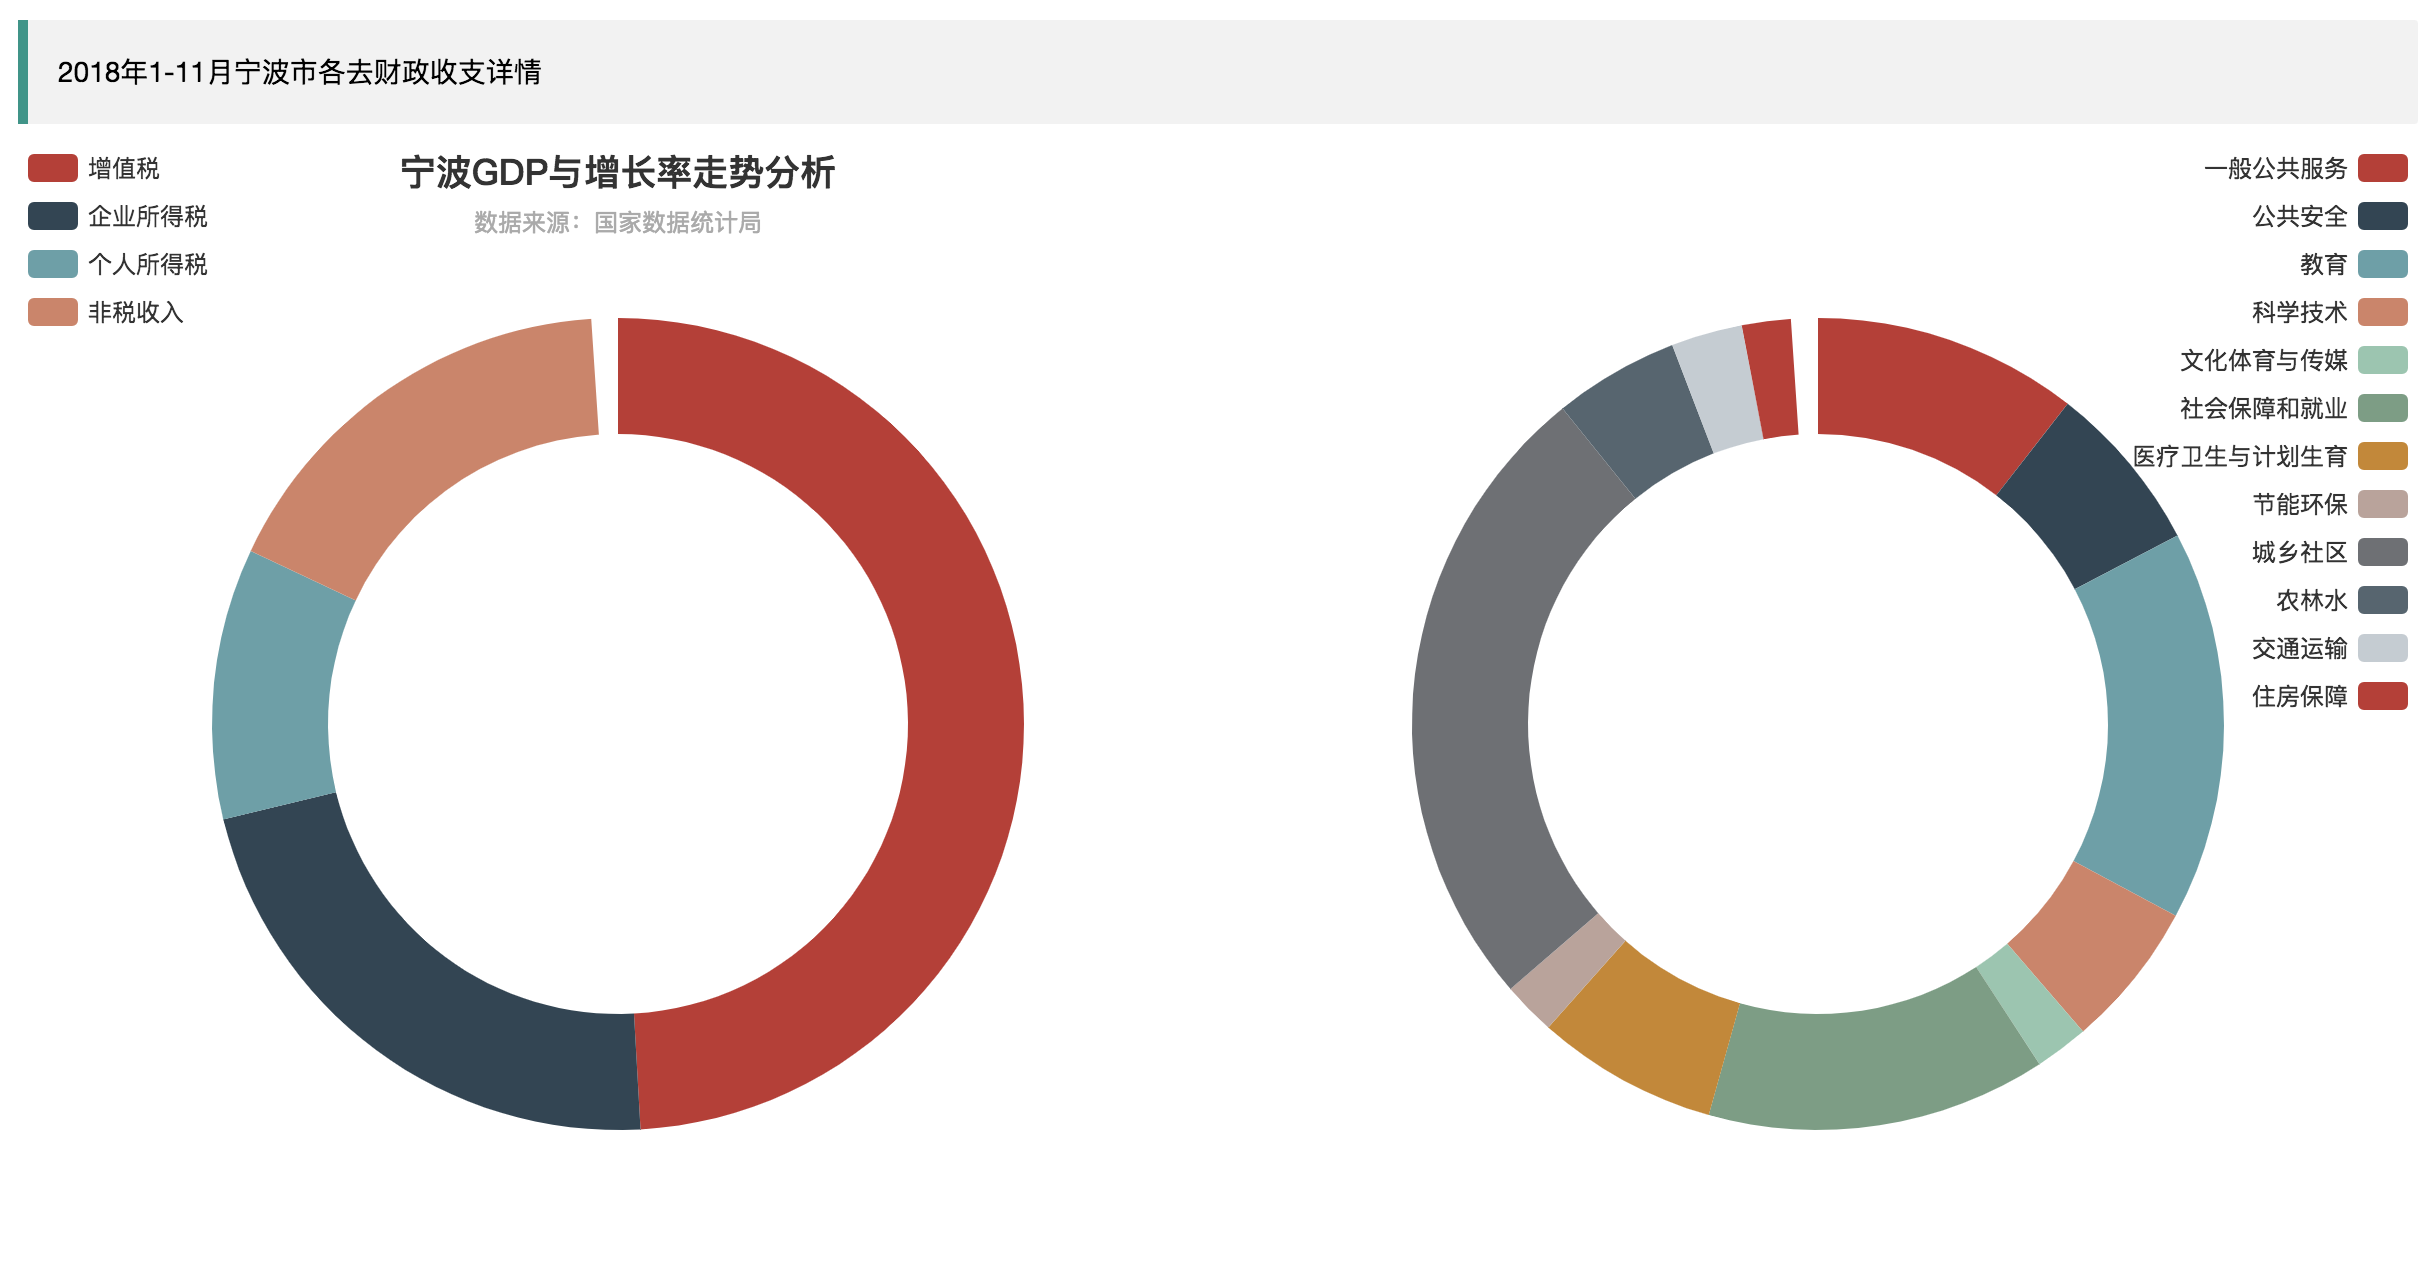 2018年1-11月宁波市各去财政收支详情
增值税
企业所得税
个人所得税
非税收入
宁波GDP与增长率走势分析
数据来源：国家数据统计局
一般公共服务
公共安全
教育
科学技术
文化体育与传媒
社会保障和就业
医疗卫生与计划生育
节能环保
城乡社区
农林水
交通运输
住房保障